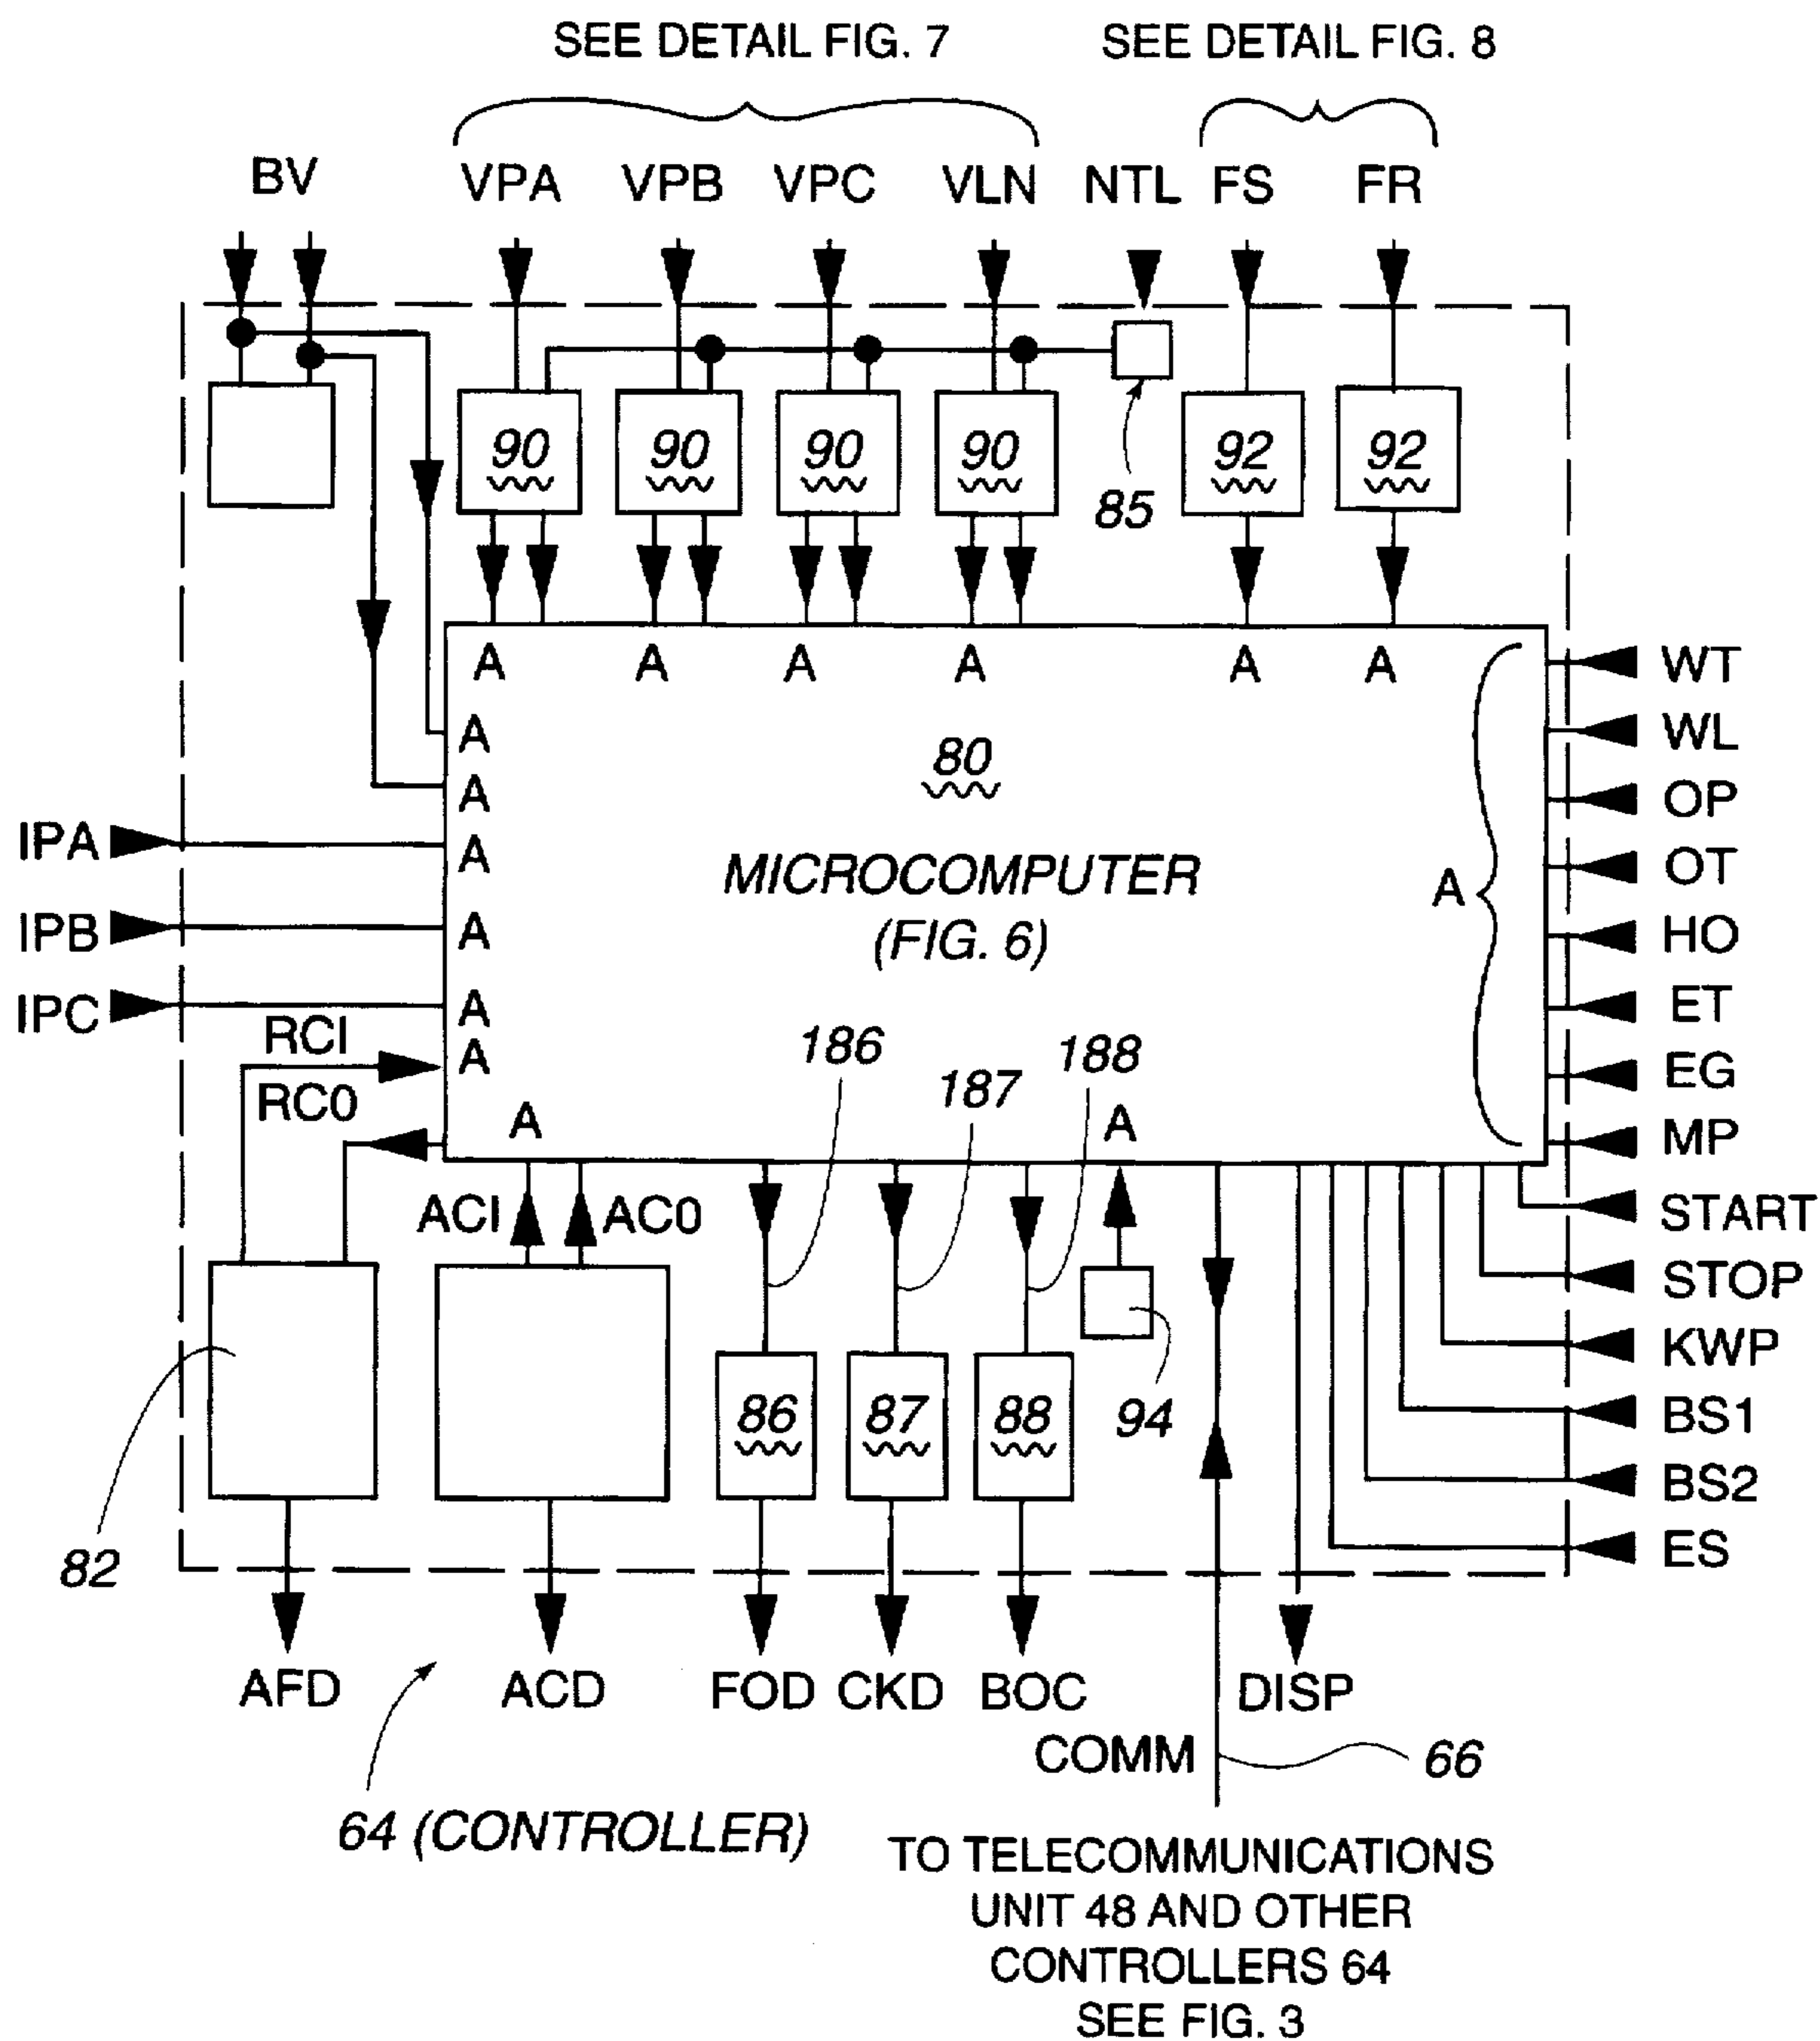 SEE DETAIL FIG. 7 SEE DETAIL FIG. 8
BV VPA VPB VPC VLN NTL FS FR
90 90 90 90 92 92
85
A A A A A A
WT
A
WL
80
A
OP
IPA A
OT
MICROCOMPUTER A
(FIG. 6)
IPB A
HO
IPC A
ET
RCI A
186 188
EG
RC0
187
A A
MP
ACI AC0
START
STOP
KWP
86 87 88 94
BS1
BS2
82
ES
AFD ACD FOD CKD BOC DISP
COMM 66
64 (CONTROLLER)
TO TELECOMMUNICATIONS
UNIT 48 AND OTHER
CONTROLLERS 64
SEE FIG. 3